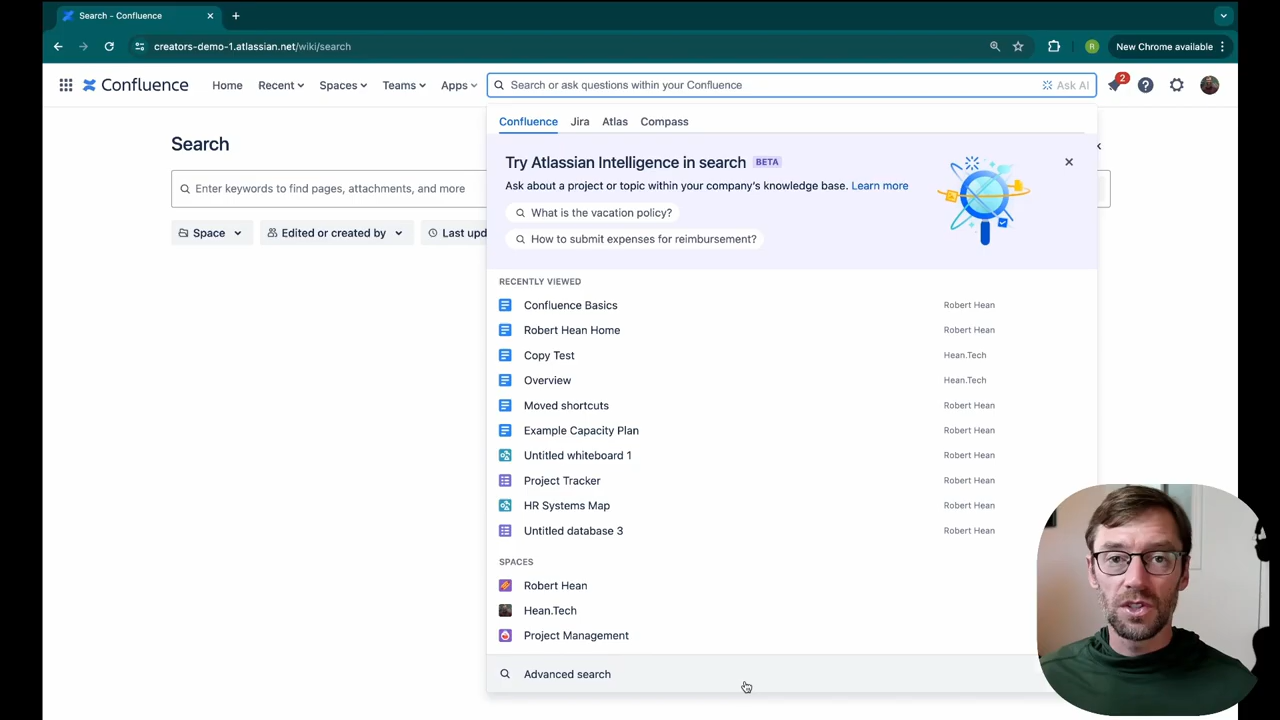 Search - Confluence
creators-demo-1.atlassian.net/wiki/search
R
New Chrome available
Confluence
Home
Recent
Spaces
Teams
Apps
Search or ask questions within your Confluence
Ask AI
2
Search
Enter keywords to find pages, attachments, and more
Space
Edited or created by
Last upd
Confluence
Jira
Atlas
Compass
Try Atlassian Intelligence in search BETA
Ask about a project or topic within your company's knowledge base. Learn more
What is the vacation policy?
How to submit expenses for reimbursement?
RECENTLY VIEWED
Confluence Basics Robert Hean
Robert Hean Home Robert Hean
Copy Test Hean.Tech
Overview Hean.Tech
Moved shortcuts Robert Hean
Example Capacity Plan Robert Hean
Untitled whiteboard 1 Robert Hean
Project Tracker Robert Hean
HR Systems Map Robert Hean
Untitled database 3 Robert Hean
SPACES
Robert Hean
Hean.Tech
Project Management
Advanced search